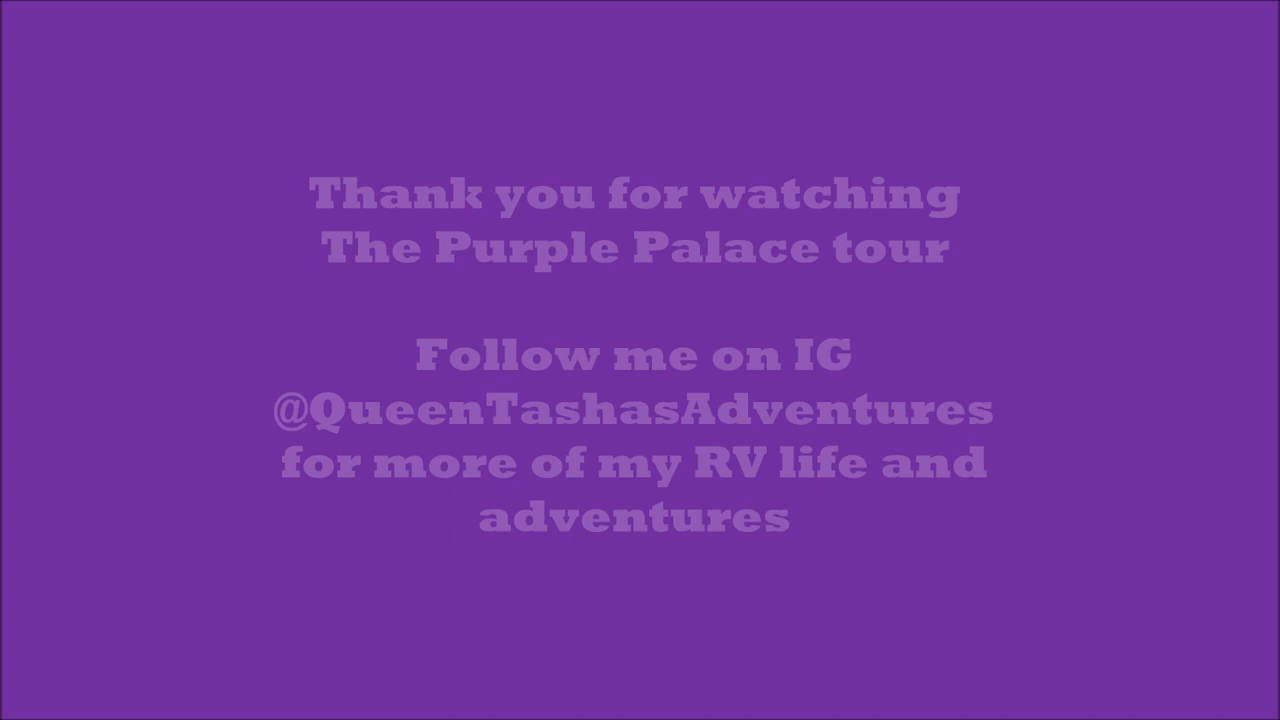 Thank you for watching
The Purple Palace tour
Follow me on IG
@QueenTashasAdventures
for more of my RV life and
adventures